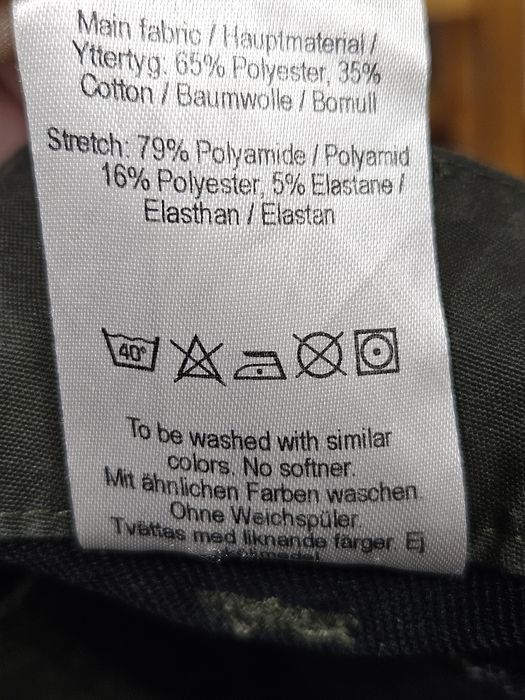 Main fabric / Hauptmaterial /
Yttertyg: 65% Polyester, 35%
Cotton / Baumwolle / Bomull
Stretch: 79% Polyamide / Polyamid
16% Polyester, 5% Elastane /
Elasthan / Elastan
40°
To be washed with similar
colors. No softner.
Mit ähnlichen Farben waschen.
Ohne Weichspüler.
Tvättas med liknande färger. Ej